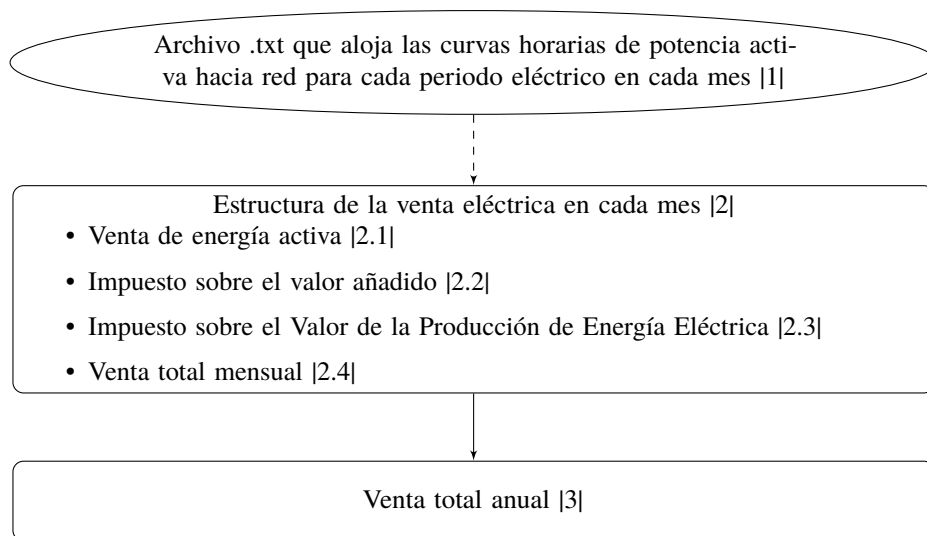 Archivo .txt que aloja las curvas horarias de potencia acti-
va hacia red para cada periodo eléctrico en cada mes |1|
Estructura de la venta eléctrica en cada mes |2|
• Venta de energía activa |2.1|
• Impuesto sobre el valor añadido |2.2|
• Impuesto sobre el Valor de la Producción de Energía Eléctrica |2.3|
• Venta total mensual |2.4|
Venta total anual |3|